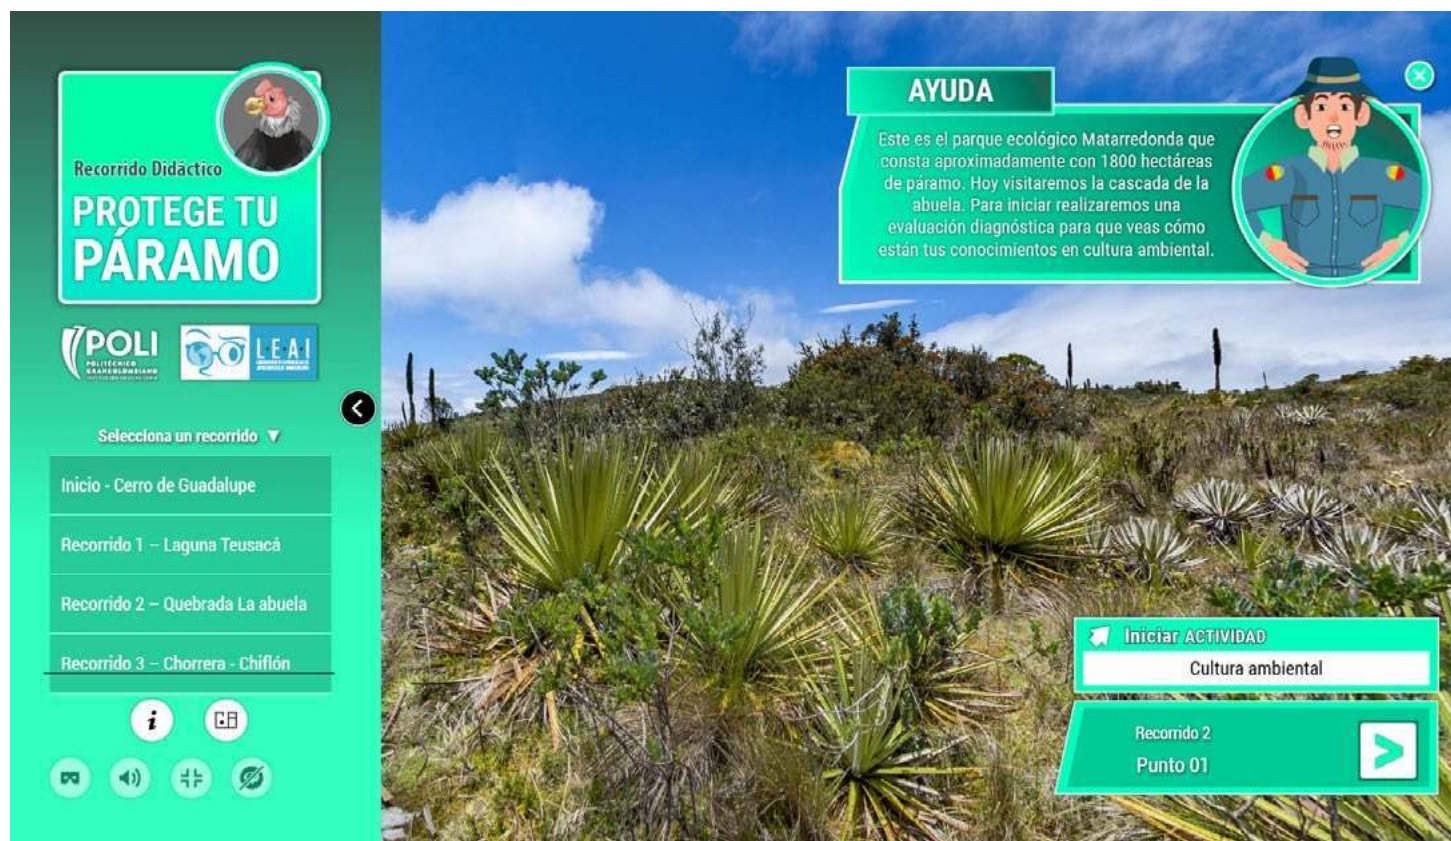 Recorrido Didáctico
PROTEGE TU
PÁRAMO
POLI
POLITÉCNICO
GRANCOLOMBIANO
L·E·A·I
Selecciona un recorrido
Inicio - Cerro de Guadalupe
Recorrido 1 – Laguna Teusacá
Recorrido 2 – Quebrada La abuela
Recorrido 3 – Chorrera - Chiflón
i
AYUDA
Este es el parque ecológico Matarredonda que
consta aproximadamente con 1800 hectáreas
de páramo. Hoy visitaremos la cascada de la
abuela. Para iniciar realizaremos una
evaluación diagnóstica para que veas cómo
están tus conocimientos en cultura ambiental.
Iniciar ACTIVIDAD
Cultura ambiental
Recorrido 2
Punto 01